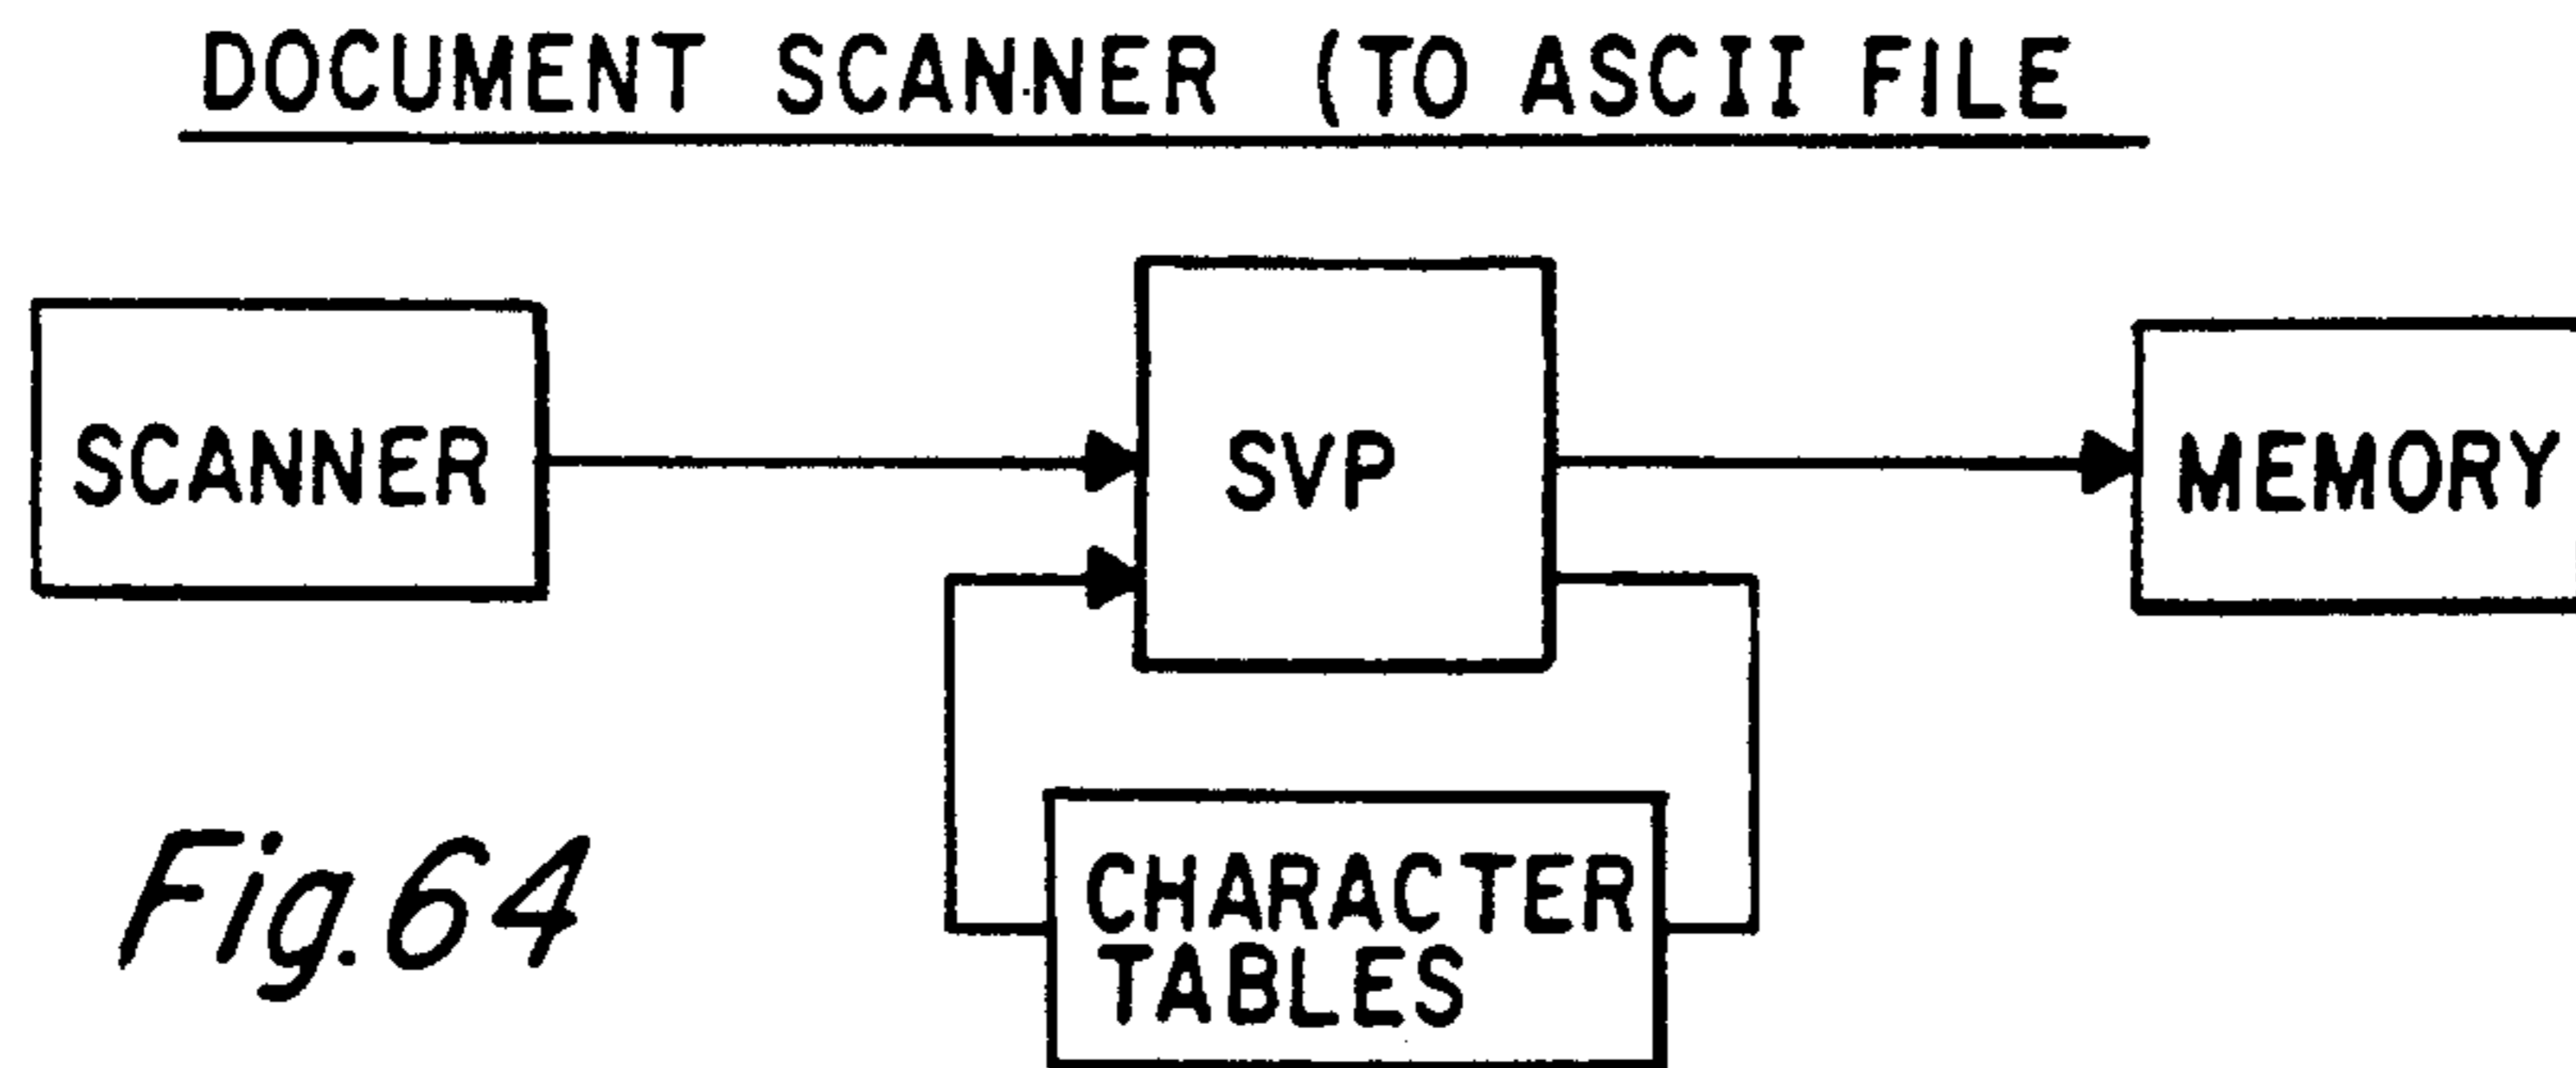 DOCUMENT SCANNER (TO ASCII FILE
SCANNER
SVP
MEMORY
CHARACTER
TABLES
Fig.64